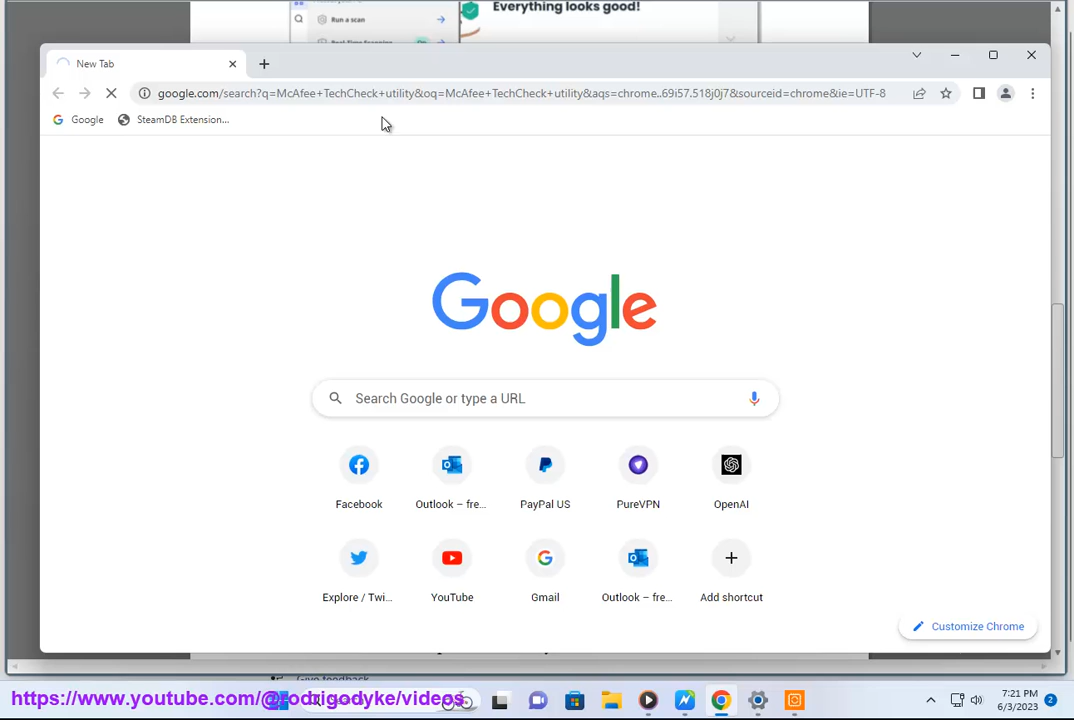 Everything looks good!
Run a scan
New Tab
google.com/search?q=McAfee+TechCheck+utility&oq=McAfee+TechCheck+utility&aqs=chrome..69i57.518j0j7&sourceid=chrome&ie=UTF-8
Google SteamDB Extension...
Google
Search Google or type a URL
Facebook Outlook – fre... PayPal US PureVPN OpenAI
Explore / Twi... YouTube Gmail Outlook – fre... Add shortcut
Customize Chrome
https://www.youtube.com/@rodrigodyke/videos
7:21 PM
6/3/2023
2